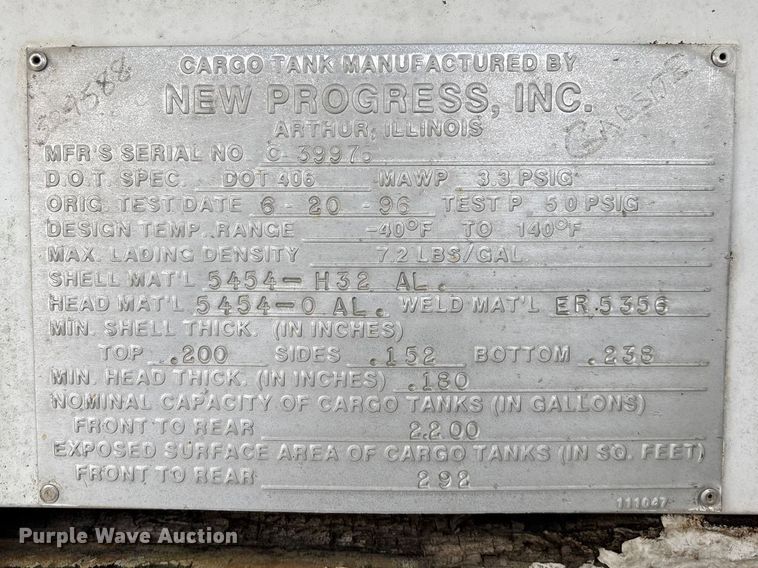 CARGO TANK MANUFACTURED BY
NEW PROGRESS, INC.
ARTHUR, ILLINOIS
MFR'S SERIAL NO C-39975
D.O.T. SPEC. DOT 406 MAWP 3.3 PSIG
ORIG. TEST DATE 6-20-96 TEST P 5.0 PSIG
DESIGN TEMP. RANGE -40°F TO 140°F
MAX. LADING DENSITY 7.2 LBS/GAL.
SHELL MAT'L 5454-H32 AL.
HEAD MAT'L 5454-O AL. WELD MAT'L ER 5356
MIN. SHELL THICK. (IN INCHES)
TOP .200 SIDES .152 BOTTOM .238
MIN. HEAD THICK. (IN INCHES) .180
NOMINAL CAPACITY OF CARGO TANKS (IN GALLONS)
FRONT TO REAR 2200
EXPOSED SURFACE AREA OF CARGO TANKS (IN SQ. FEET)
FRONT TO REAR 292
111047
Purple Wave Auction